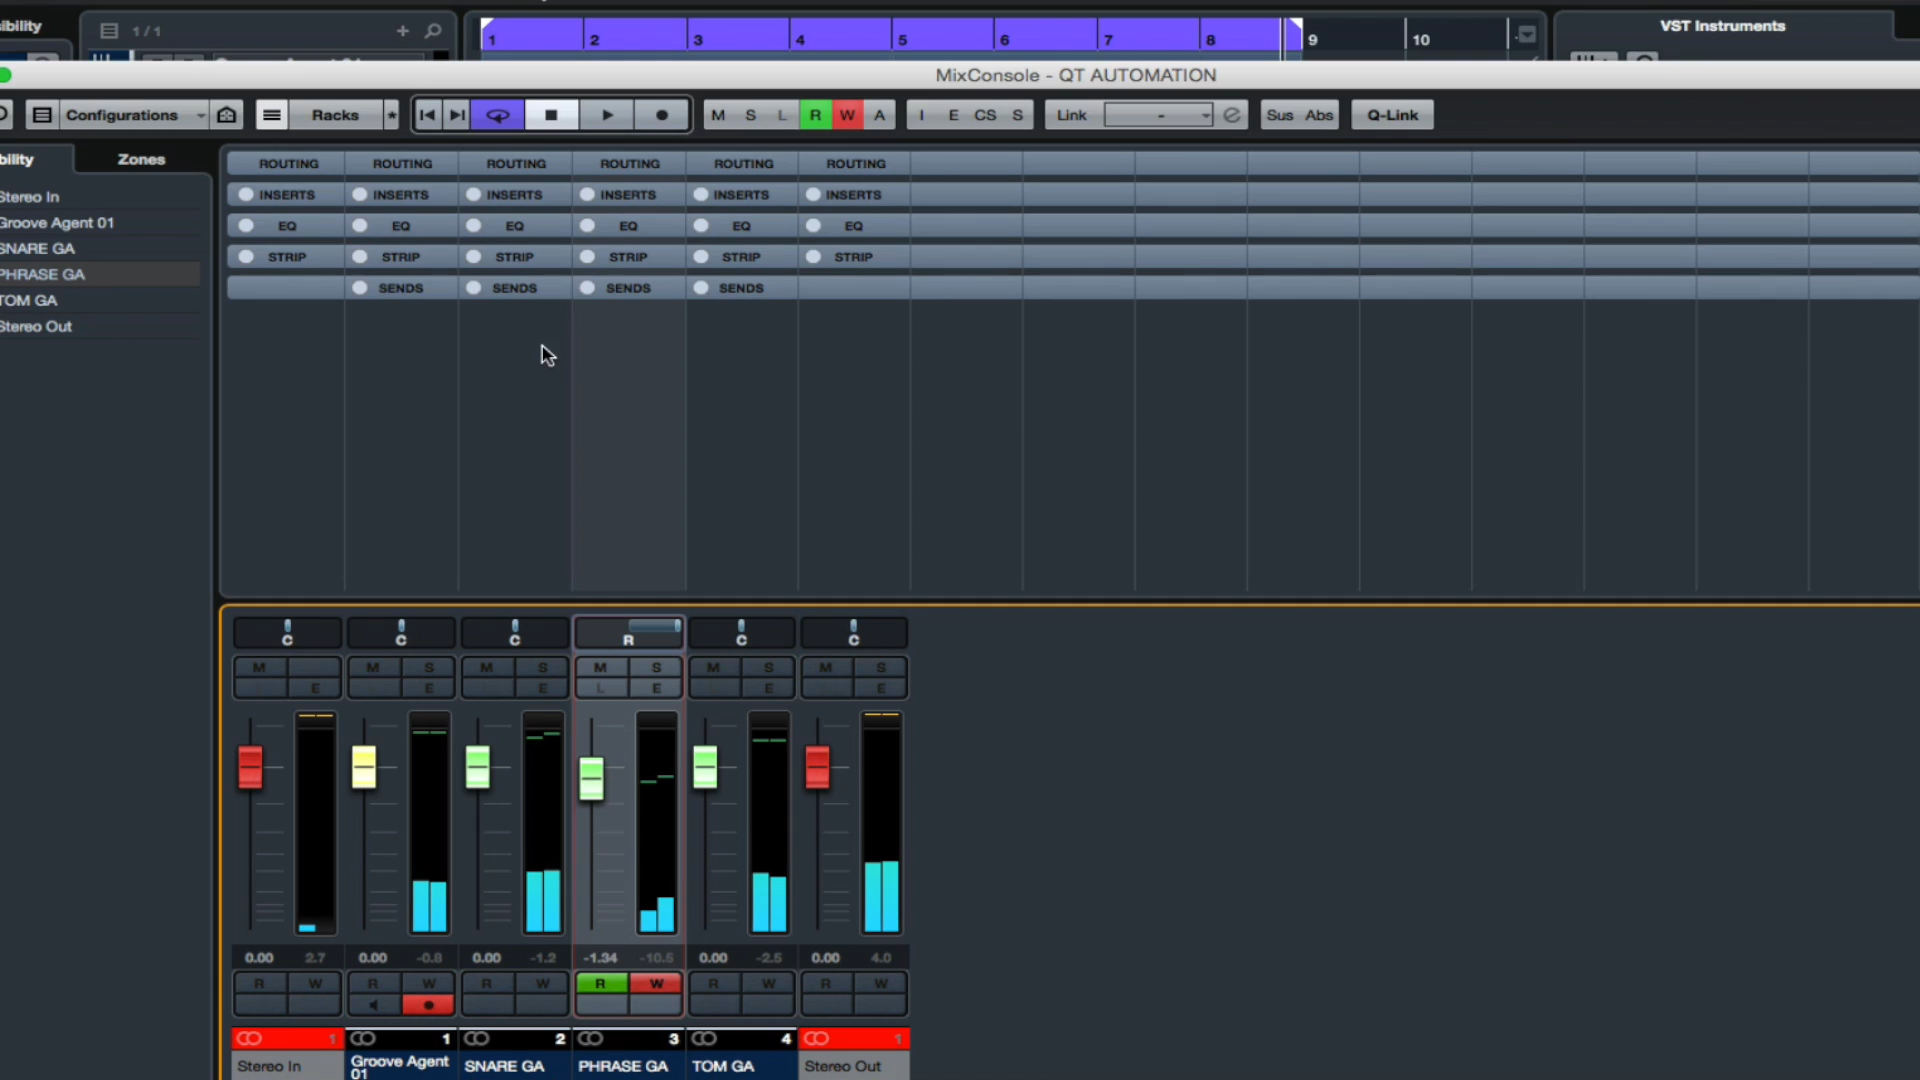 ibility
1 / 1
1 2 3 4 5 6 7 8 9 10
VST Instruments
MixConsole - QT AUTOMATION
Configurations Racks * M S L R W A I E CS S Link - e Sus Abs Q-Link
bility Zones
Stereo In
Groove Agent 01
SNARE GA
PHRASE GA
TOM GA
Stereo Out
ROUTING ROUTING ROUTING ROUTING ROUTING ROUTING
INSERTS INSERTS INSERTS INSERTS INSERTS INSERTS
EQ EQ EQ EQ EQ EQ
STRIP STRIP STRIP STRIP STRIP STRIP
SENDS SENDS SENDS SENDS
C C C R C C
M M S M S M S M S M S
E E E L E E E
0.00 2.7 0.00 -0.8 0.00 -1.2 -1.34 -10.5 0.00 -2.5 0.00 4.0
R W R W R W R W R W R W
1 1 2 3 4 1
Stereo In Groove Agent 01 SNARE GA PHRASE GA TOM GA Stereo Out